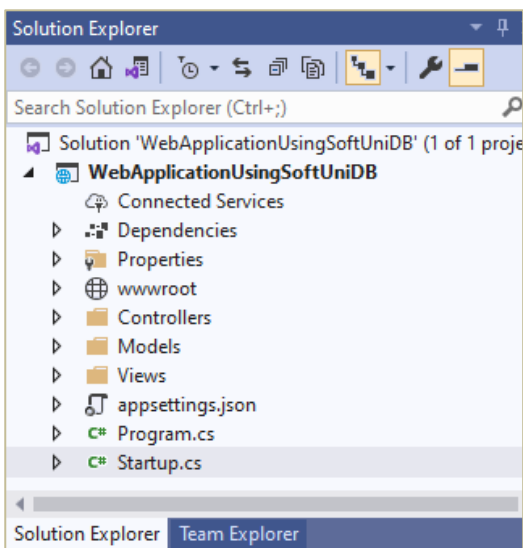 Solution Explorer
Search Solution Explorer (Ctrl+;)
Solution 'WebApplicationUsingSoftUniDB' (1 of 1 proje
WebApplicationUsingSoftUniDB
Connected Services
Dependencies
Properties
wwwroot
Controllers
Models
Views
appsettings.json
C# Program.cs
C# Startup.cs
Solution Explorer Team Explorer